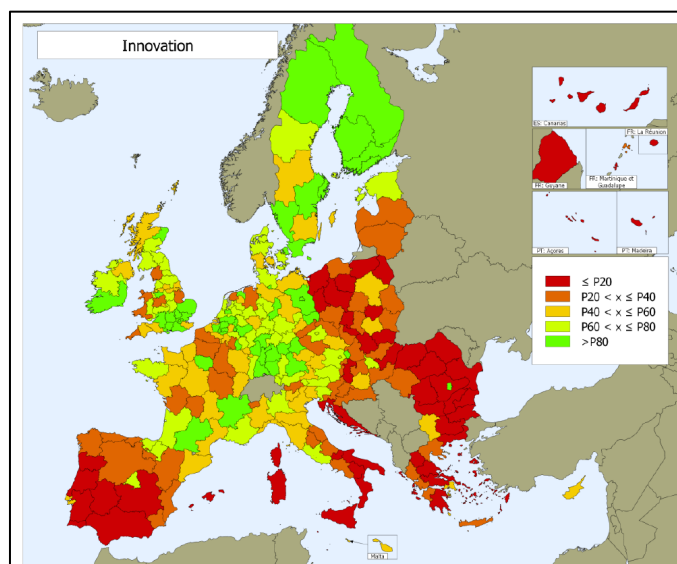 Innovation
ES: Canarias
FR: La Réunion
FR: Guyane
FR: Martinique et
Guadalupe
PT: Açores
PT: Madeira
≤ P20
P20 < x ≤ P40
P40 < x ≤ P60
P60 < x ≤ P80
>P80
Malta